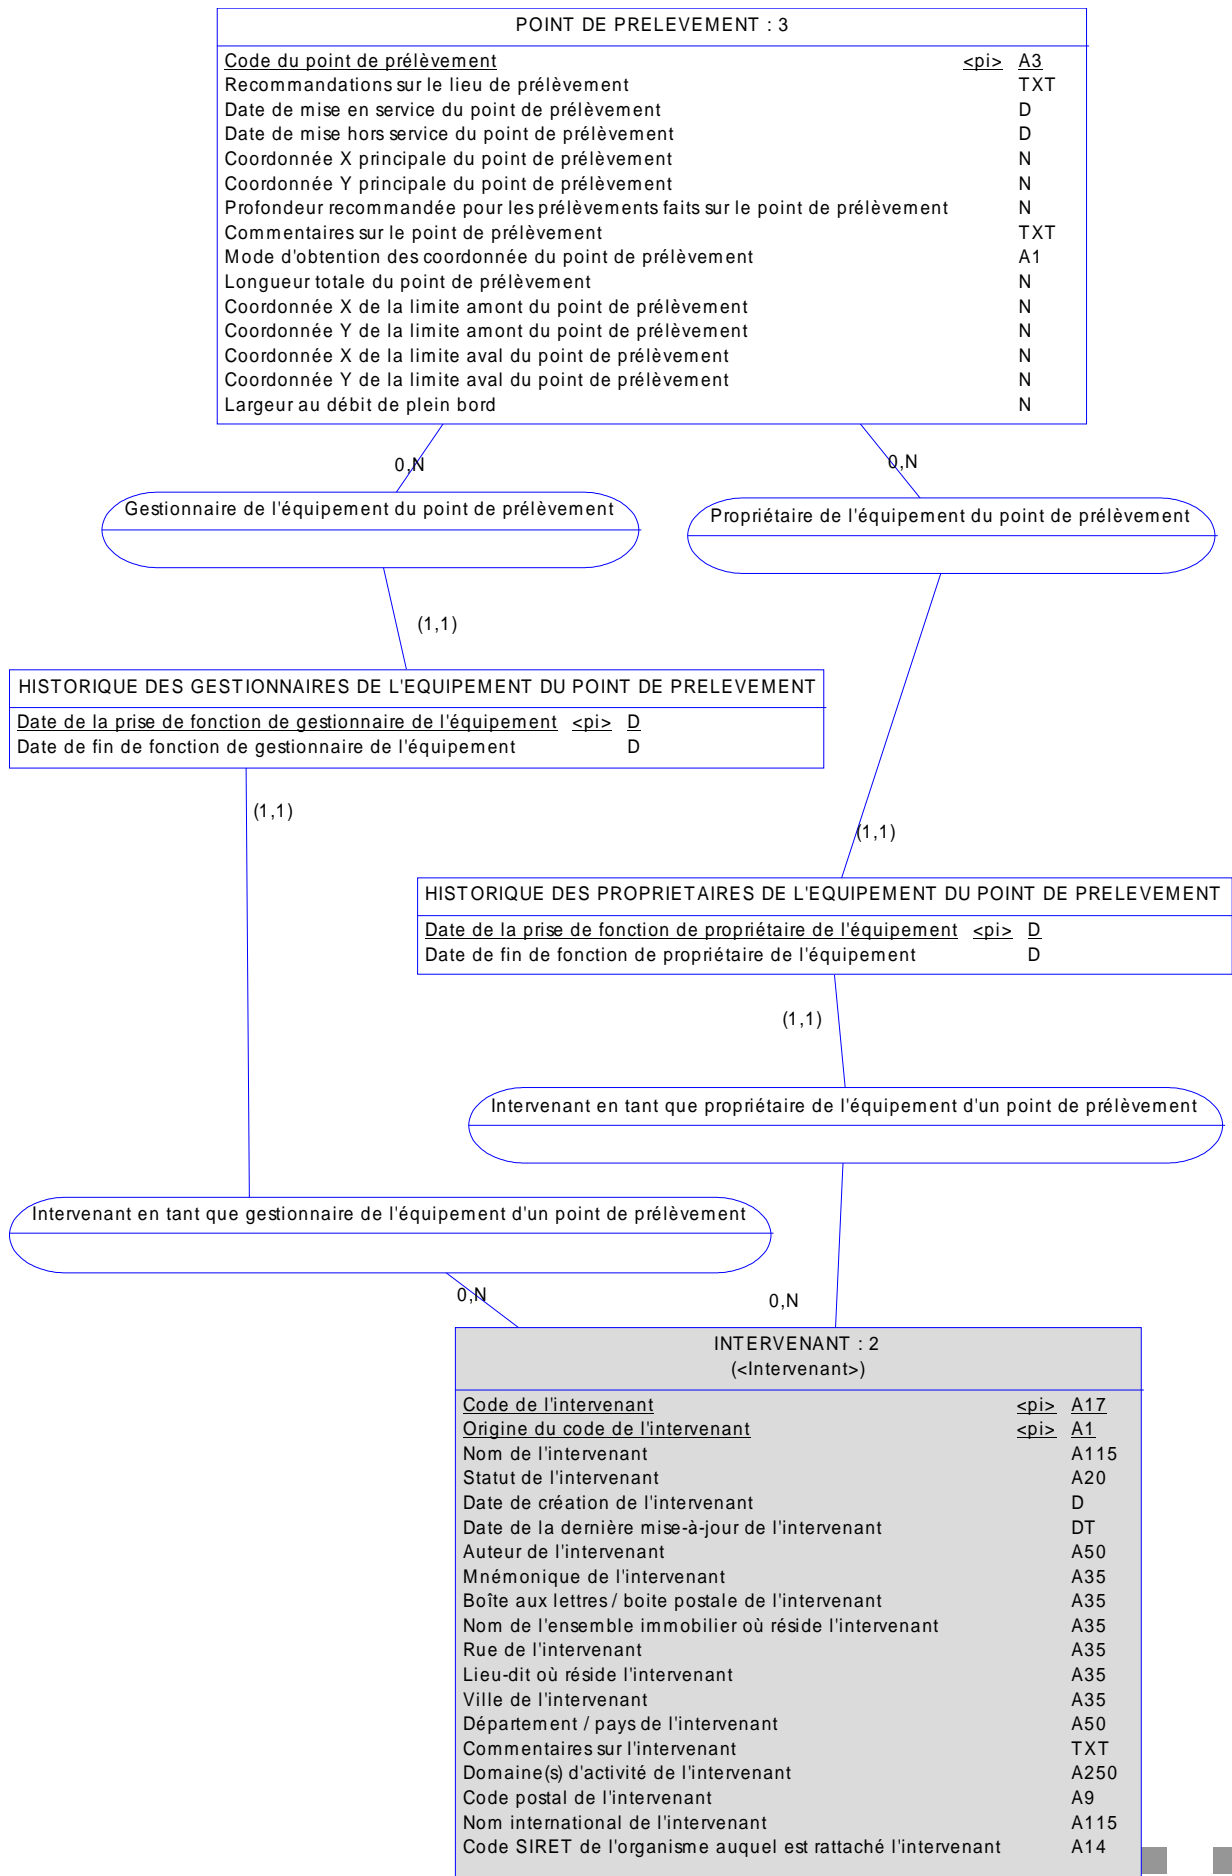 POINT DE PRELEVEMENT : 3
Code du point de prélèvement <pi> A3
Recommandations sur le lieu de prélèvement TXT
Date de mise en service du point de prélèvement D
Date de mise hors service du point de prélèvement D
Coordonnée X principale du point de prélèvement N
Coordonnée Y principale du point de prélèvement N
Profondeur recommandée pour les prélèvements faits sur le point de prélèvement N
Commentaires sur le point de prélèvement TXT
Mode d'obtention des coordonnée du point de prélèvement A1
Longueur totale du point de prélèvement N
Coordonnée X de la limite amont du point de prélèvement N
Coordonnée Y de la limite amont du point de prélèvement N
Coordonnée X de la limite aval du point de prélèvement N
Coordonnée Y de la limite aval du point de prélèvement N
Largeur au débit de plein bord N
0,N
0,N
Gestionnaire de l'équipement du point de prélèvement
Propriétaire de l'équipement du point de prélèvement
(1,1)
HISTORIQUE DES GESTIONNAIRES DE L'EQUIPEMENT DU POINT DE PRELEVEMENT
Date de la prise de fonction de gestionnaire de l'équipement <pi> D
Date de fin de fonction de gestionnaire de l'équipement D
(1,1)
(1,1)
HISTORIQUE DES PROPRIETAIRES DE L'EQUIPEMENT DU POINT DE PRELEVEMENT
Date de la prise de fonction de propriétaire de l'équipement <pi> D
Date de fin de fonction de propriétaire de l'équipement D
(1,1)
Intervenant en tant que propriétaire de l'équipement d'un point de prélèvement
Intervenant en tant que gestionnaire de l'équipement d'un point de prélèvement
0,N
0,N
INTERVENANT : 2
(<Intervenant>)
Code de l'intervenant <pi> A17
Origine du code de l'intervenant <pi> A1
Nom de l'intervenant A115
Statut de l'intervenant A20
Date de création de l'intervenant D
Date de la dernière mise-à-jour de l'intervenant DT
Auteur de l'intervenant A50
Mnémonique de l'intervenant A35
Boîte aux lettres / boite postale de l'intervenant A35
Nom de l'ensemble immobilier où réside l'intervenant A35
Rue de l'intervenant A35
Lieu-dit où réside l'intervenant A35
Ville de l'intervenant A35
Département / pays de l'intervenant A50
Commentaires sur l'intervenant TXT
Domaine(s) d'activité de l'intervenant A250
Code postal de l'intervenant A9
Nom international de l'intervenant A115
Code SIRET de l'organisme auquel est rattaché l'intervenant A14